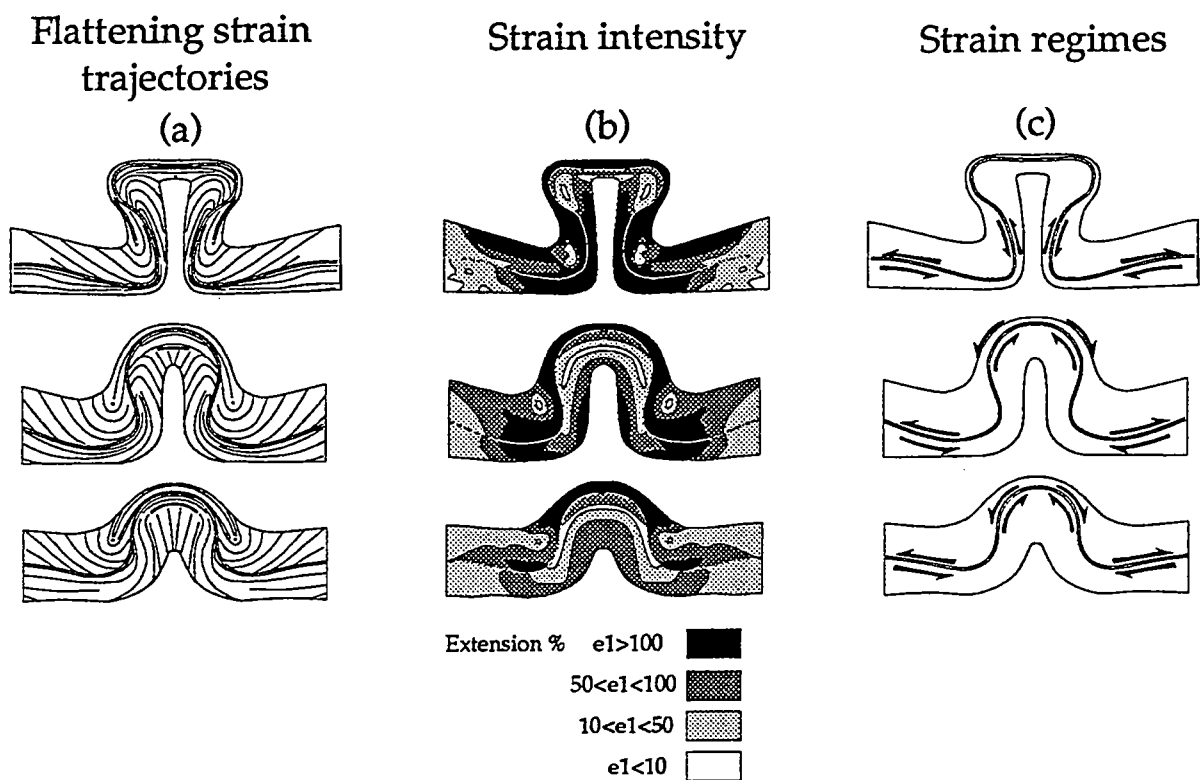 Flattening strain
trajectories
(a)
Strain intensity
(b)
Strain regimes
(c)
Extension % e1>100
50<e1<100
10<e1<50
e1<10